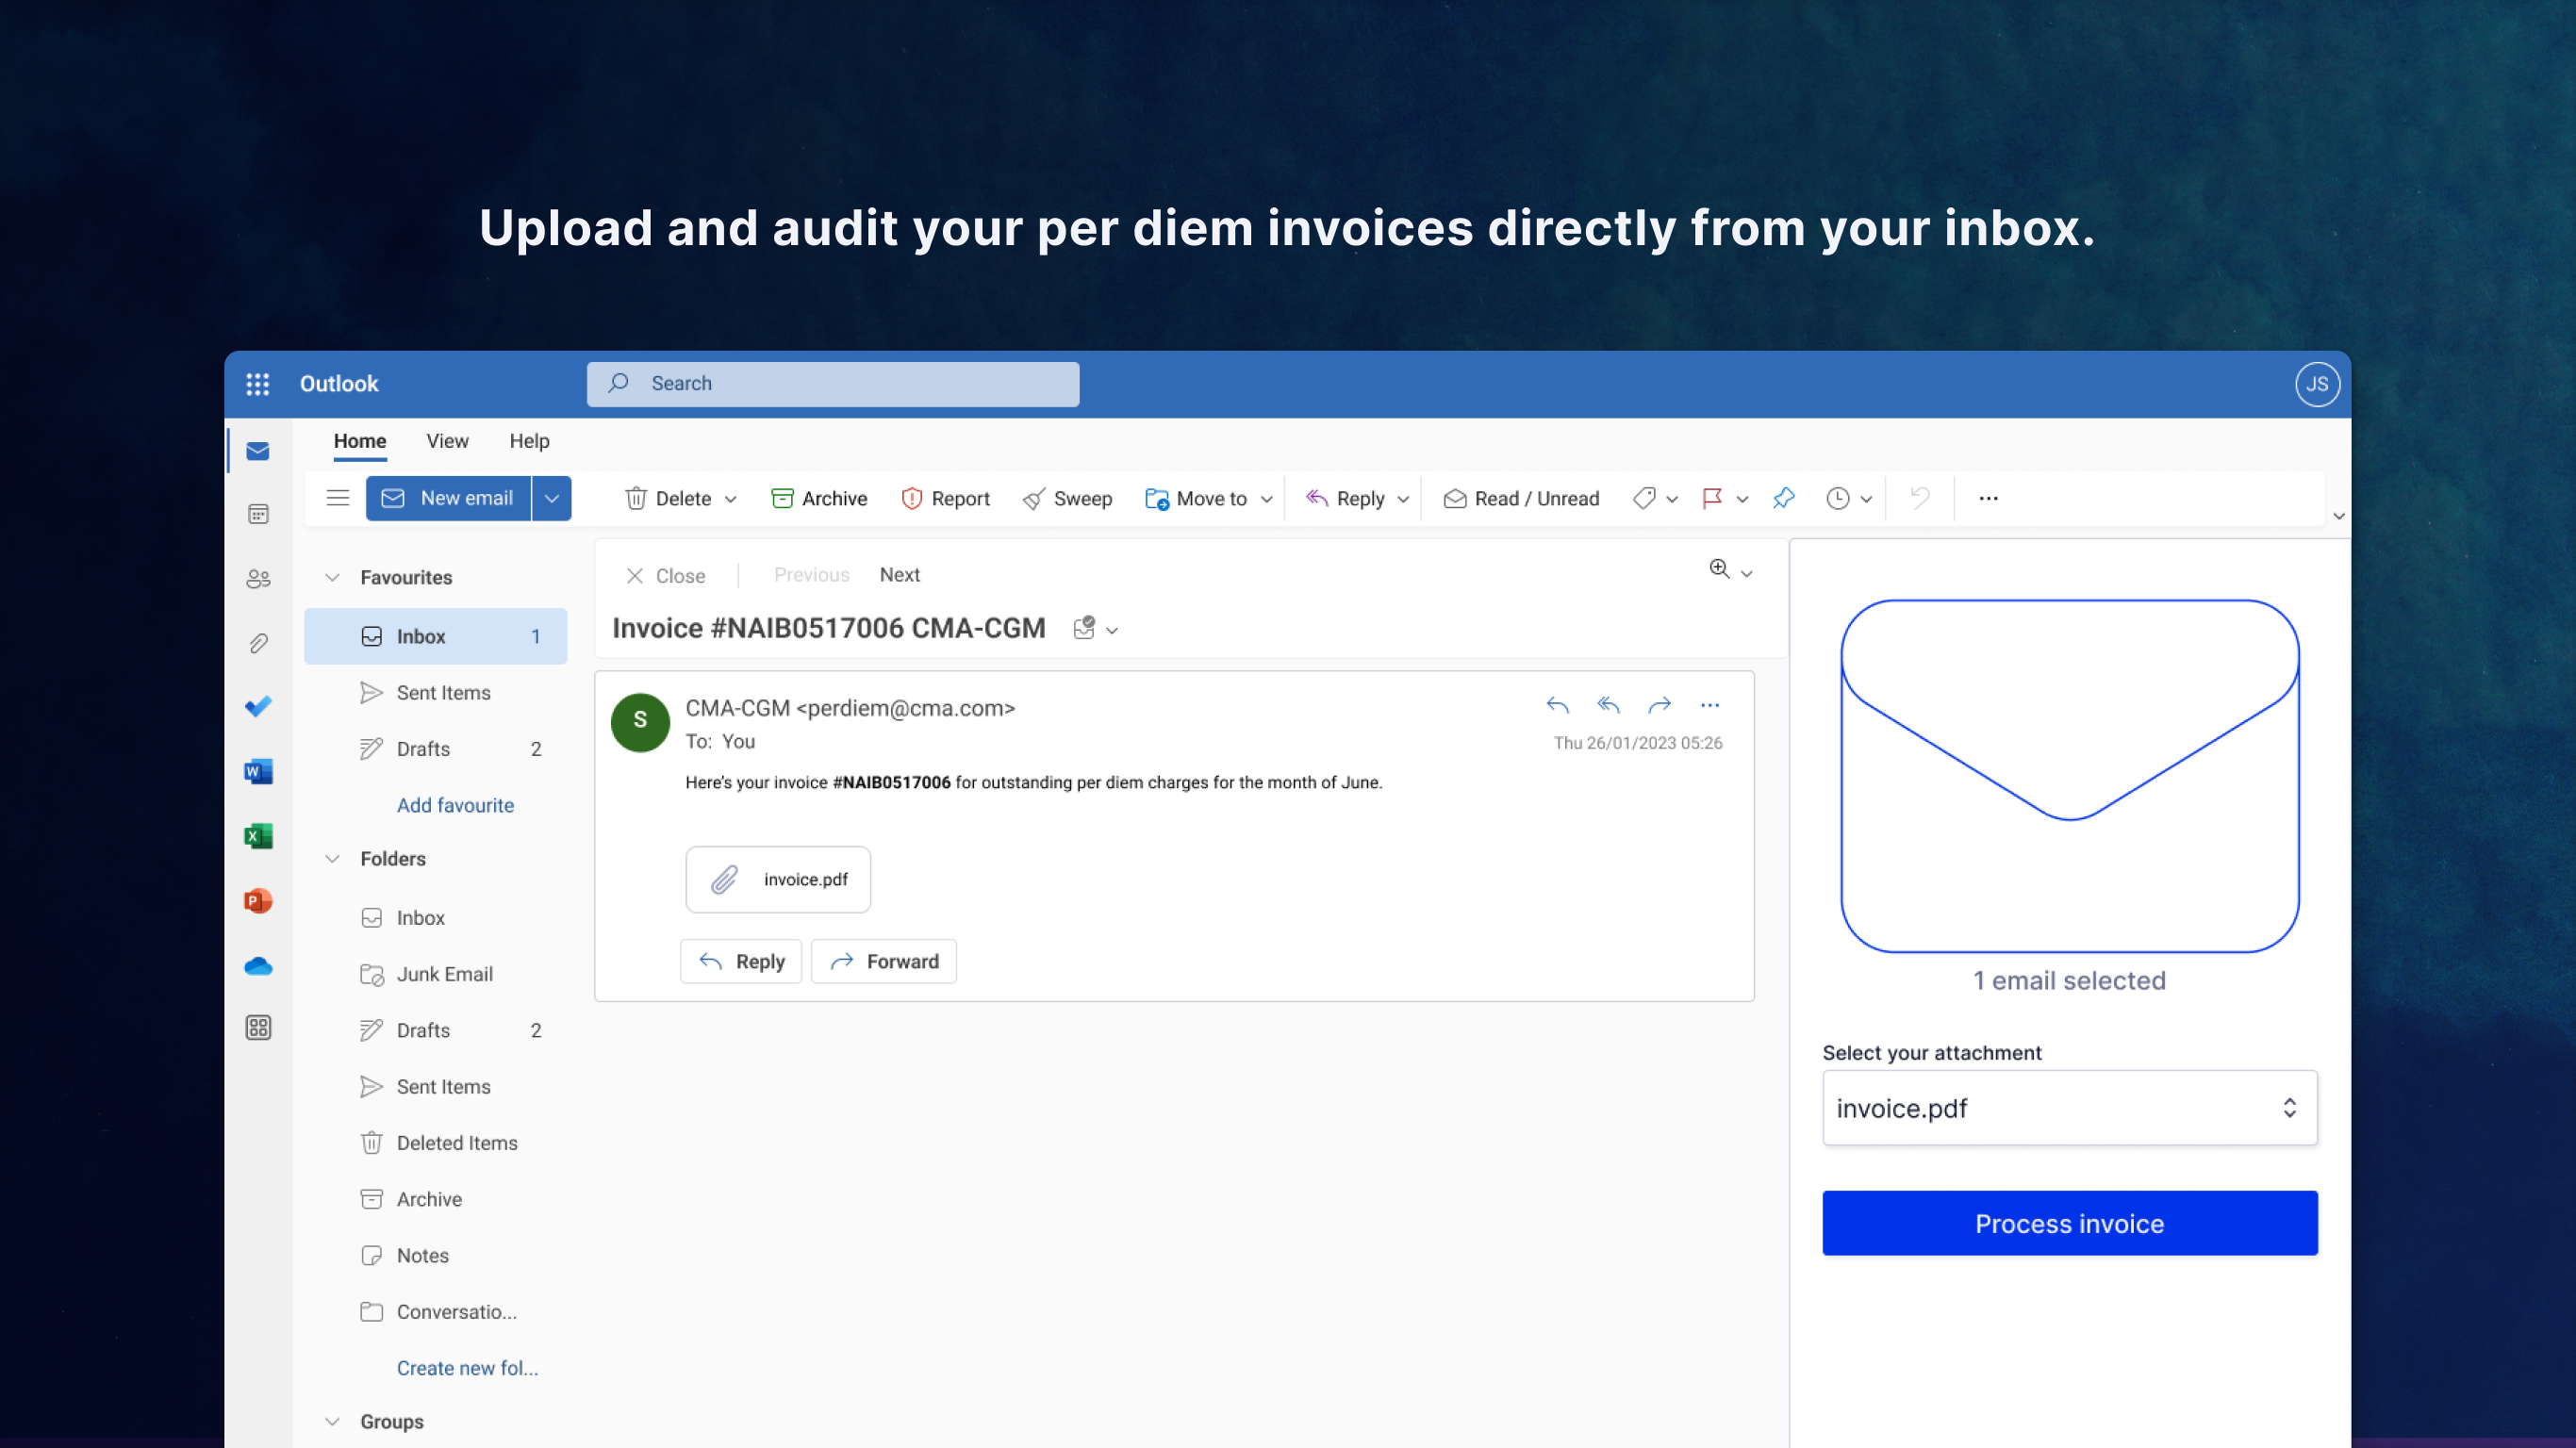 Upload and audit your per diem invoices directly from your inbox.
Outlook
Search
JS
Home View Help
New email Delete Archive Report Sweep Move to Reply Read / Unread
Favourites
Inbox 1
Sent Items
Drafts 2
Add favourite
Folders
Inbox
Junk Email
Drafts 2
Sent Items
Deleted Items
Archive
Notes
Conversatio...
Create new fol...
Groups
W
X
P
Close Previous Next
Invoice #NAIB0517006 CMA-CGM
S
CMA-CGM <perdiem@cma.com>
To: You
Thu 26/01/2023 05:26
Here's your invoice #NAIB0517006 for outstanding per diem charges for the month of June.
invoice.pdf
Reply Forward
1 email selected
Select your attachment
invoice.pdf
Process invoice